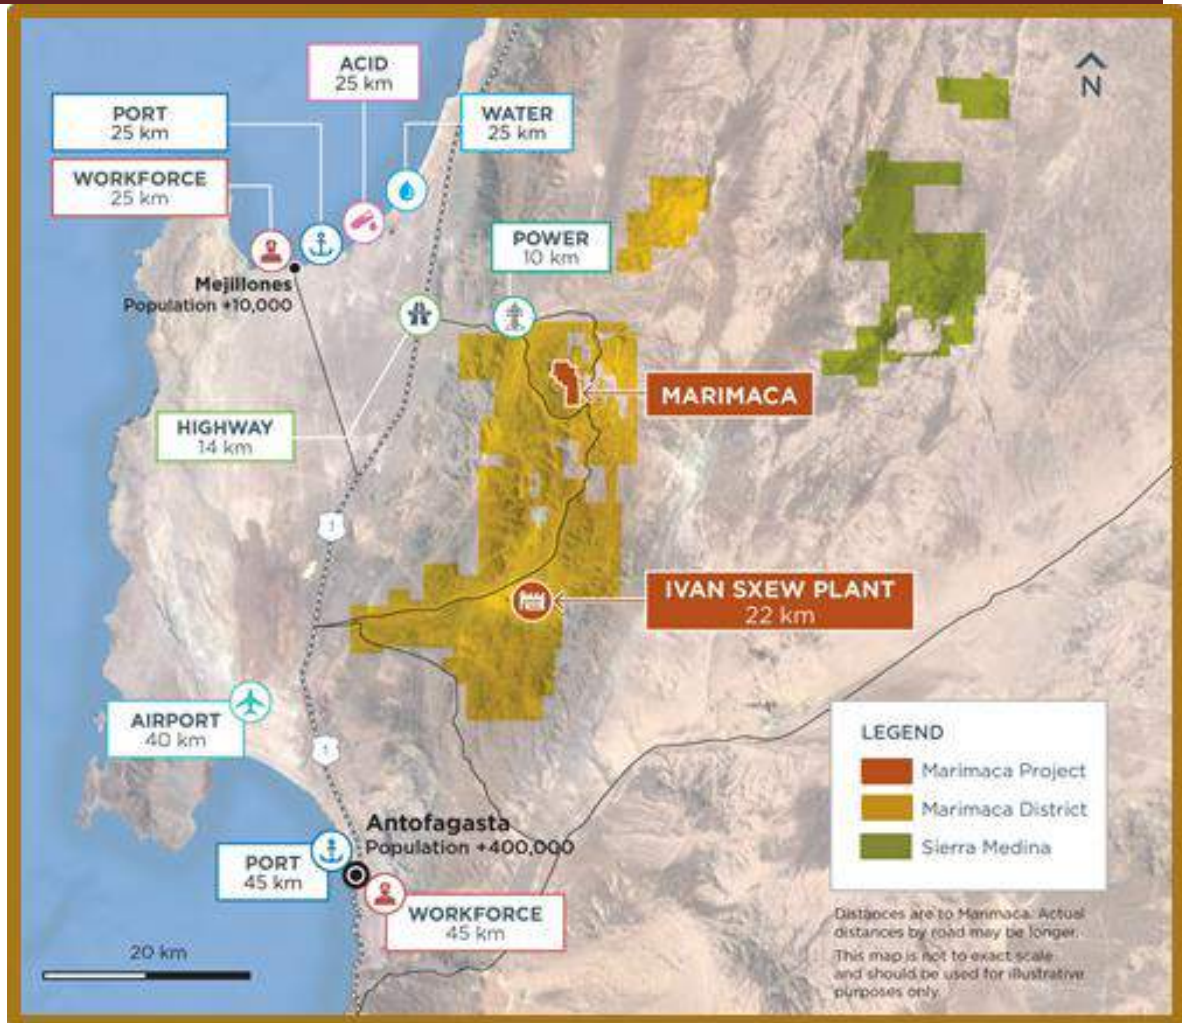 ACID
25 km
PORT
25 km
WATER
25 km
WORKFORCE
25 km
N
POWER
10 km
Mejillones
Population +10,000
MARIMACA
HIGHWAY
14 km
1
IVAN SXEW PLANT
22 km
AIRPORT
40 km
1
LEGEND
Marimaca Project
Marimaca District
Sierra Medina
Antofagasta
Population +400,000
PORT
45 km
WORKFORCE
45 km
20 km
Distances are to Marimaca. Actual
distances by road may be longer.
This map is not to exact scale
and should be used for illustrative
purposes only.